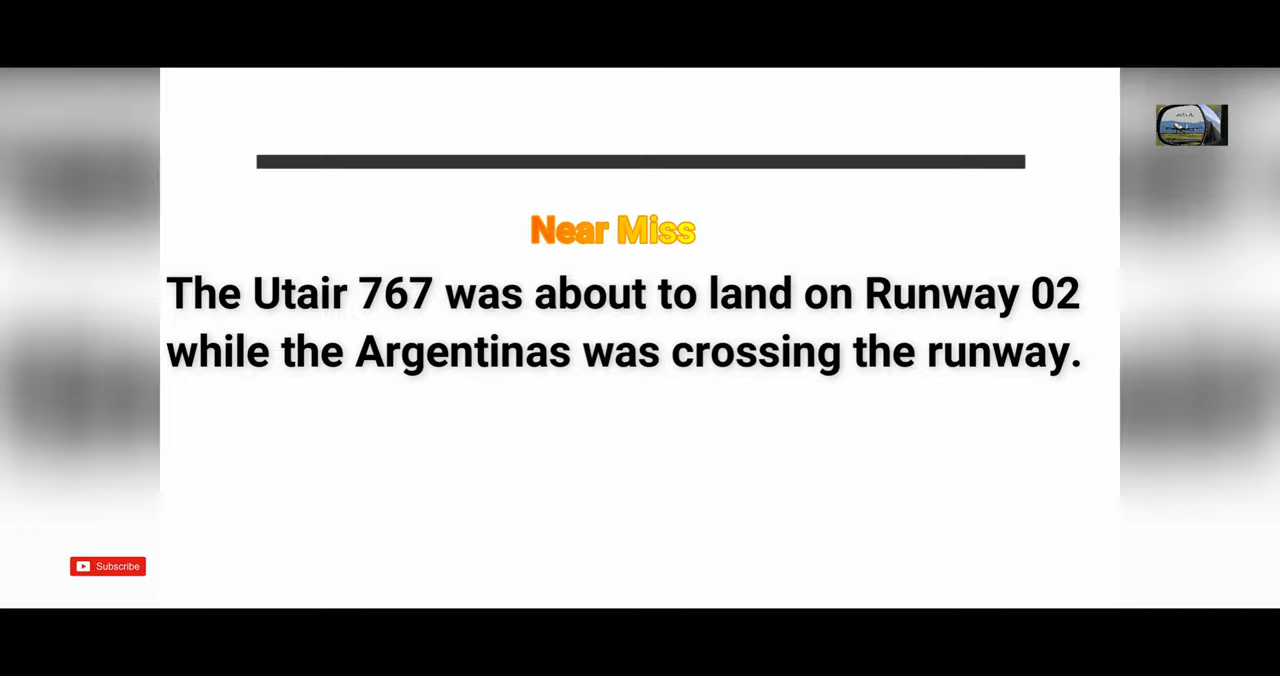 Near Miss
The Utair 767 was about to land on Runway 02
while the Argentinas was crossing the runway.
Subscribe